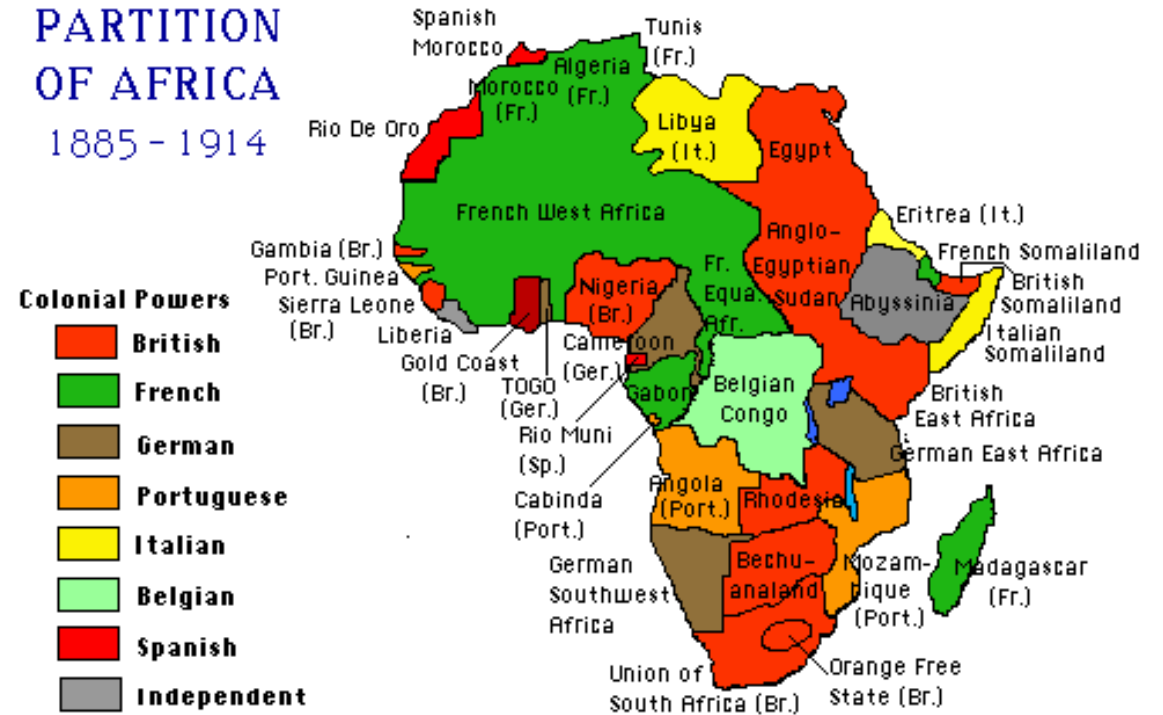 PARTITION
OF AFRICA
1885 - 1914
Spanish
Morocco
Tunis
(Fr.)
Algeria
(Fr.)
Morocco
(Fr.)
Rio De Oro
Libya
(It.)
Egypt
French West Africa
Eritrea (It.)
Anglo-
Egyptian
Sudan
French Somaliland
British
Somaliland
Abyssinia
Italian
Somaliland
Gambia (Br.)
Port. Guinea
Sierra Leone
(Br.)
Liberia
Gold Coast
(Br.)
TOGO
(Ger.)
Nigeria
(Br.)
Fr.
Equa.
Afr.
Cameroon
(Ger.)
Gabon
Belgian
Congo
British
East Africa
German East Africa
Rio Muni
(Sp.)
Cabinda
(Port.)
Angola
(Port.)
Rhodesia
German
Southwest
Africa
Bechu-
analand
Mozam-
bique
(Port.)
Madagascar
(Fr.)
Union of
South Africa (Br.)
Orange Free
State (Br.)
Colonial Powers
British
French
German
Portuguese
Italian
Belgian
Spanish
Independent